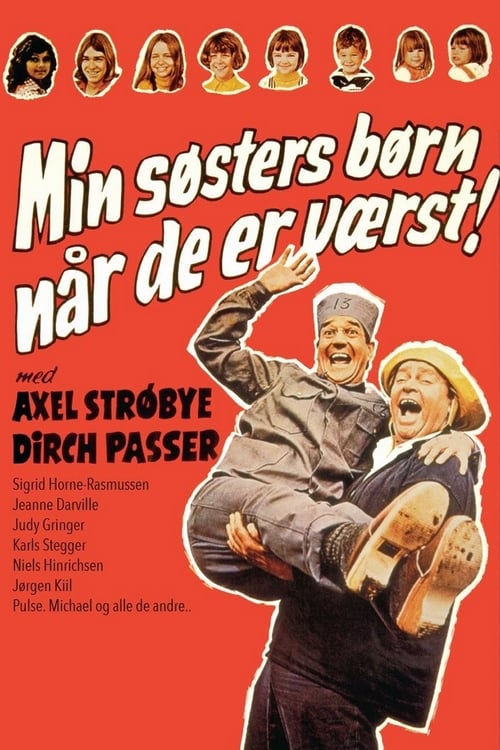 Min søsters børn
når de er værst!
13
med
AXEL STRØBYE
DIRCH PASSER
Sigrid Horne-Rasmussen
Jeanne Darville
Judy Gringer
Karls Stegger
Niels Hinrichsen
Jørgen Kiil
Pulse. Michael og alle de andre..